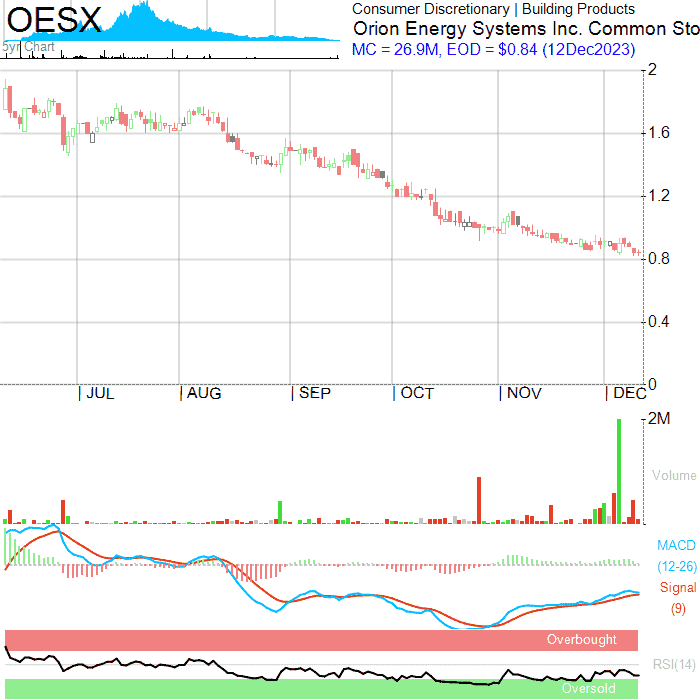 OESX
5yr Chart
Consumer Discretionary | Building Products
Orion Energy Systems Inc. Common Sto
MC = 26.9M, EOD = $0.84 (12Dec2023)
2
1.6
1.2
0.8
0.4
0
| JUL | AUG | SEP | OCT | NOV | DEC
2M
Volume
MACD
(12-26)
Signal
(9)
Overbought
RSI(14)
Oversold